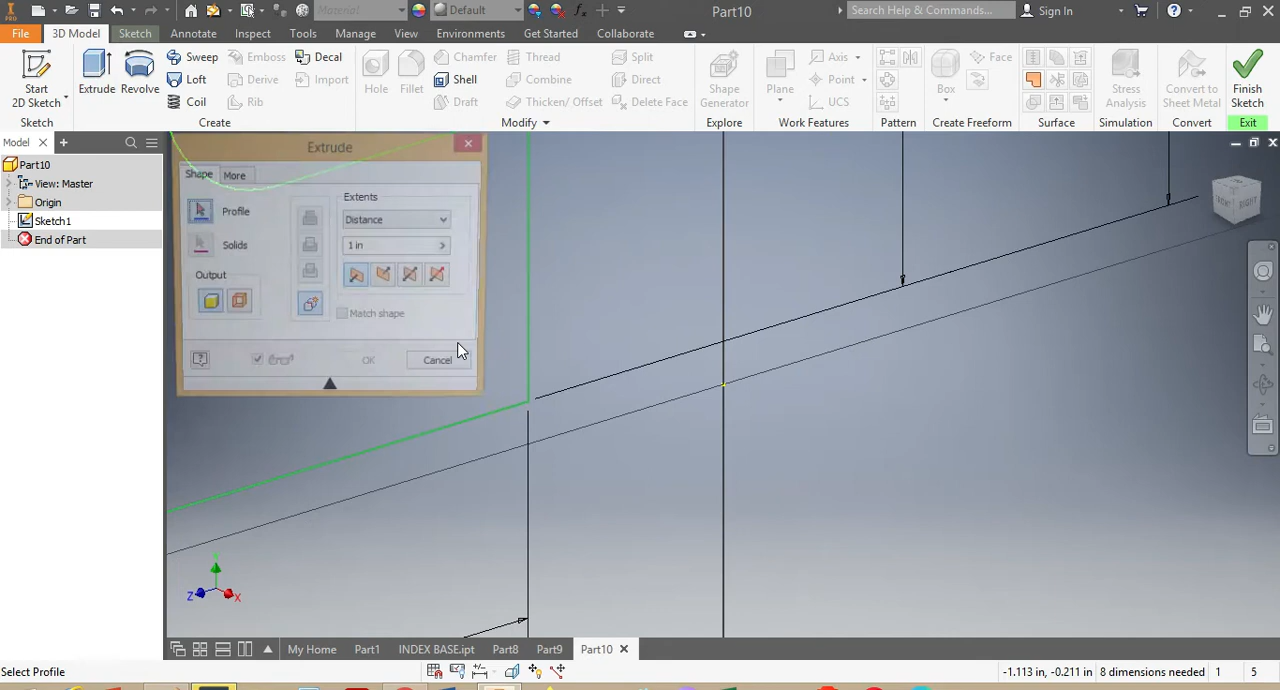 Material
Default
Part10
Search Help & Commands...
Sign In
PRO
File
3D Model
Sketch
Annotate
Inspect
Tools
Manage
View
Environments
Get Started
Collaborate
Start
2D Sketch
Extrude
Revolve
Sweep
Emboss
Decal
Loft
Derive
Import
Coil
Rib
Hole
Fillet
Chamfer
Thread
Split
Shell
Combine
Direct
Draft
Thicken/ Offset
Delete Face
Shape
Generator
Plane
Axis
Point
UCS
Box
Face
Stress
Analysis
Convert to
Sheet Metal
Finish
Sketch
Sketch
Create
Modify
Explore
Work Features
Pattern
Create Freeform
Surface
Simulation
Convert
Exit
Model
Part10
View: Master
Origin
Sketch1
End of Part
Extrude
Shape
More
Profile
Solids
Output
Extents
Distance
1 in
Match shape
OK
Cancel
RIGHT
Y
Z
X
My Home
Part1
INDEX BASE.ipt
Part8
Part9
Part10
Select Profile
-1.113 in, -0.211 in
8 dimensions needed
1
5